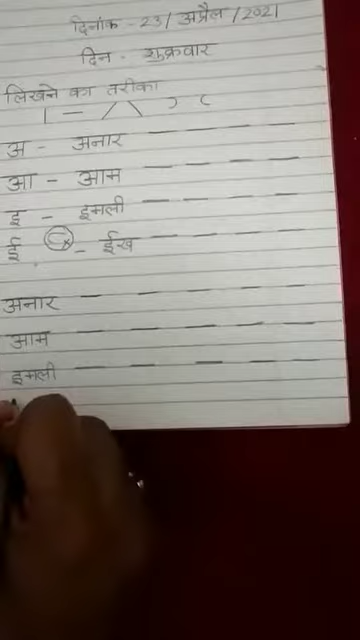 दिनांक - 23/ अप्रैल /2021
दिन - शुक्रवार
लिखने का तरीका
| — / \ ) (
अ - अनार — — — — —
आ - आम — — — — —
इ - इमली — — — — —
ई - ईख — — — — —
अनार — — — — —
आम — — — — —
इमली — — — — —